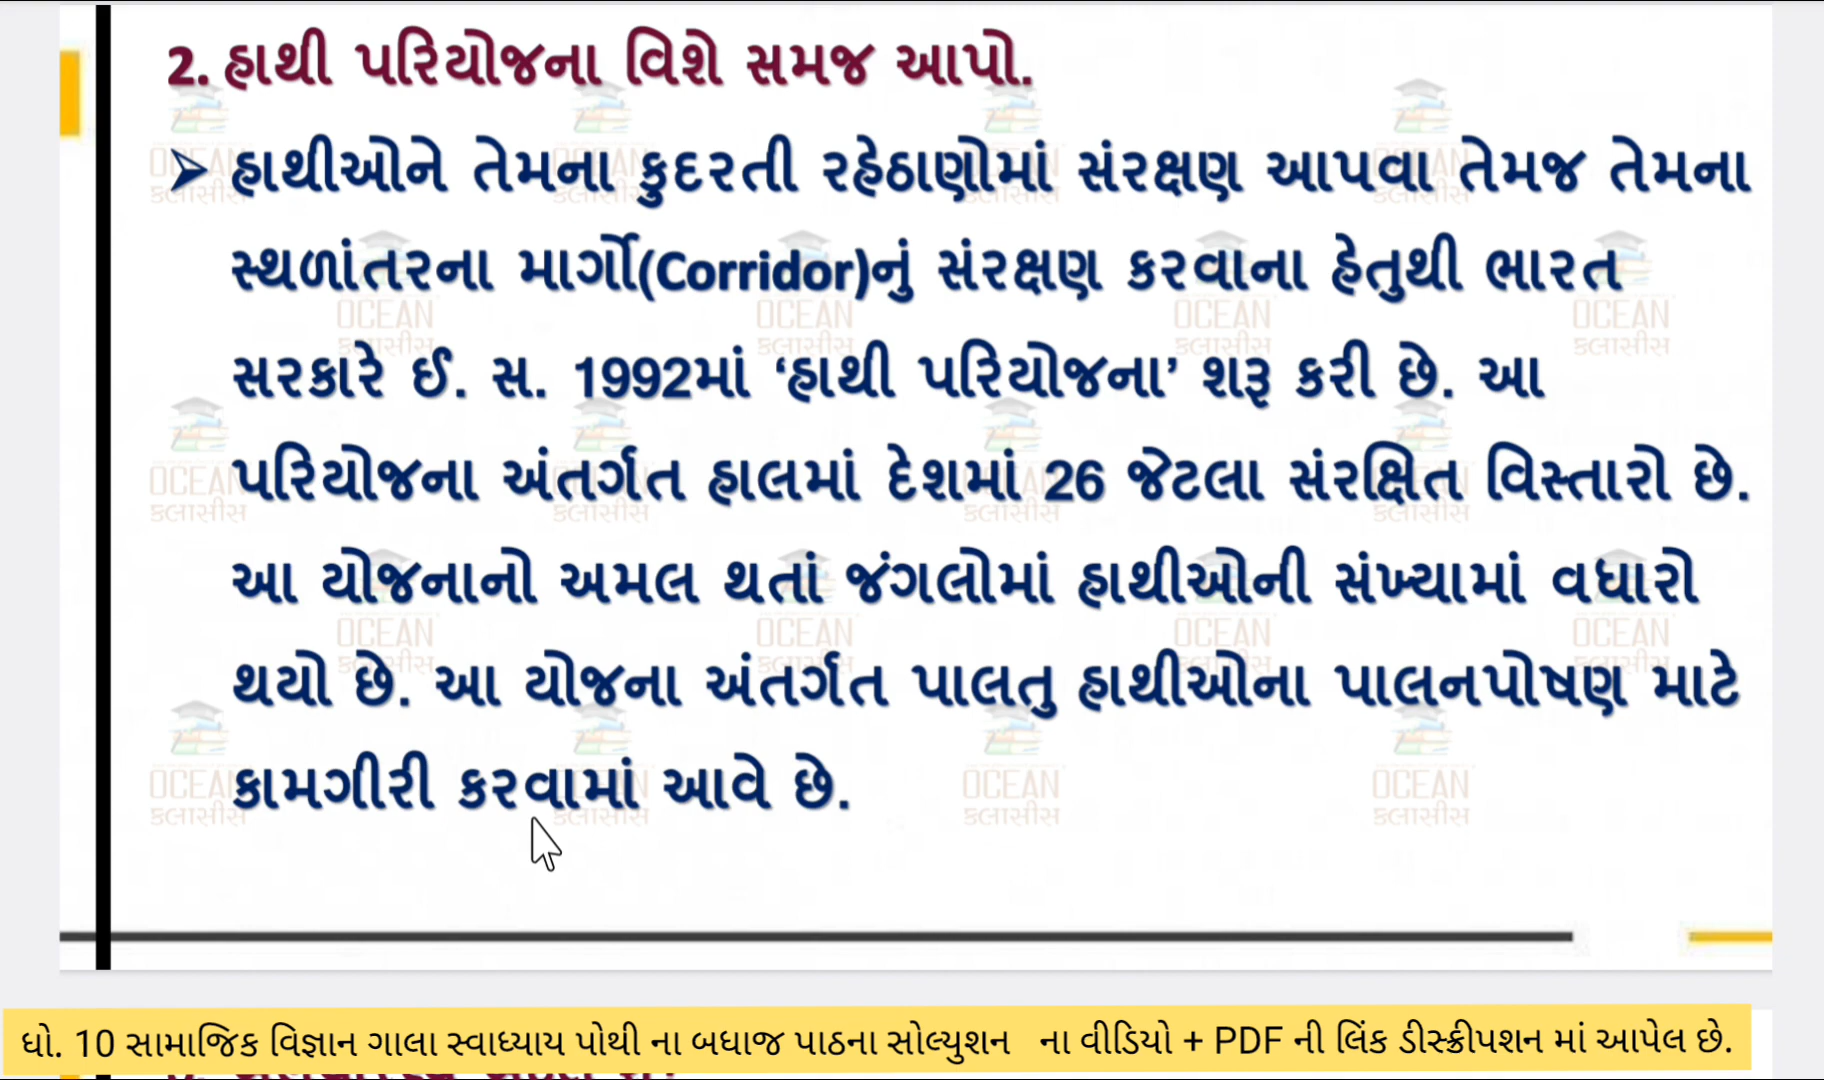 2. હાથી પરિયોજના વિશે સમજ આપો.
➢ હાથીઓને તેમના કુદરતી રહેઠાણોમાં સંરક્ષણ આપવા તેમજ તેમના
સ્થળાંતરના માર્ગો(Corridor)નું સંરક્ષણ કરવાના હેતુથી ભારત
સરકારે ઈ. સ. 1992માં ‘હાથી પરિયોજના’ શરૂ કરી છે. આ
પરિયોજના અંતર્ગત હાલમાં દેશમાં 26 જેટલા સંરક્ષિત વિસ્તારો છે.
આ યોજનાનો અમલ થતાં જંગલોમાં હાથીઓની સંખ્યામાં વધારો
થયો છે. આ યોજના અંતર્ગત પાલતુ હાથીઓના પાલનપોષણ માટે
કામગીરી કરવામાં આવે છે.
OCEAN
ક્લાસીસ
ધો. 10 સામાજિક વિજ્ઞાન ગાલા સ્વાધ્યાય પોથી ના બધાજ પાઠના સોલ્યુશન ના વીડિયો + PDF ની લિંક ડીસ્ક્રીપશન માં આપેલ છે.